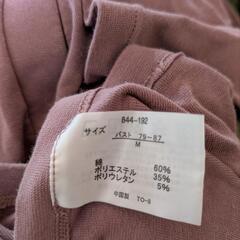 844-192
サイズ バスト 79-87
M
綿 60%
ポリエステル 35%
ポリウレタン 5%
中国製 TO-8